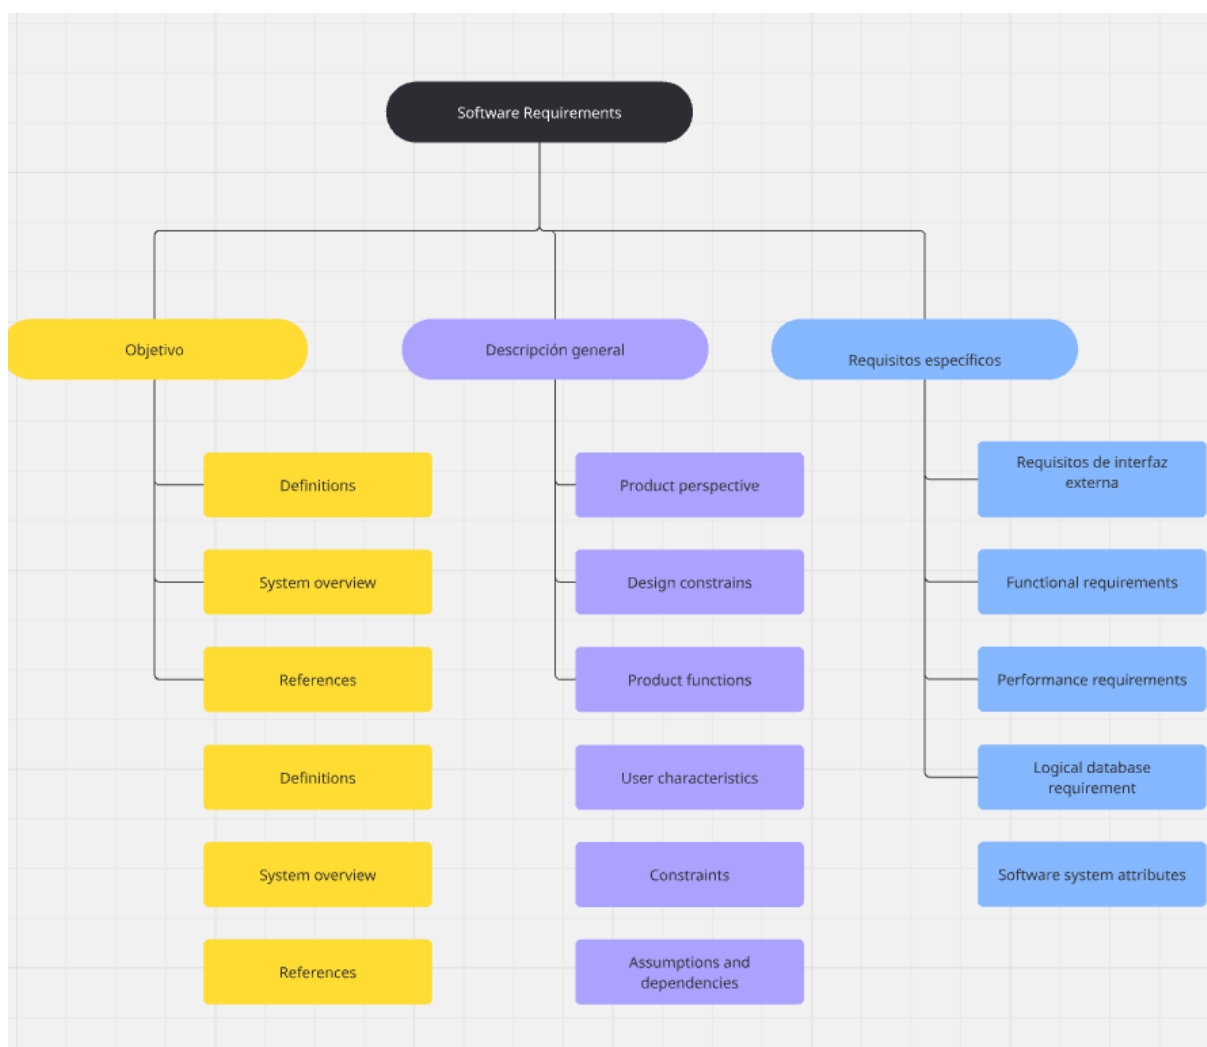 Software Requirements
Objetivo
Descripción general
Requisitos específicos
Definitions
System overview
References
Definitions
System overview
References
Product perspective
Design constrains
Product functions
User characteristics
Constraints
Assumptions and
dependencies
Requisitos de interfaz
externa
Functional requirements
Performance requirements
Logical database
requirement
Software system attributes